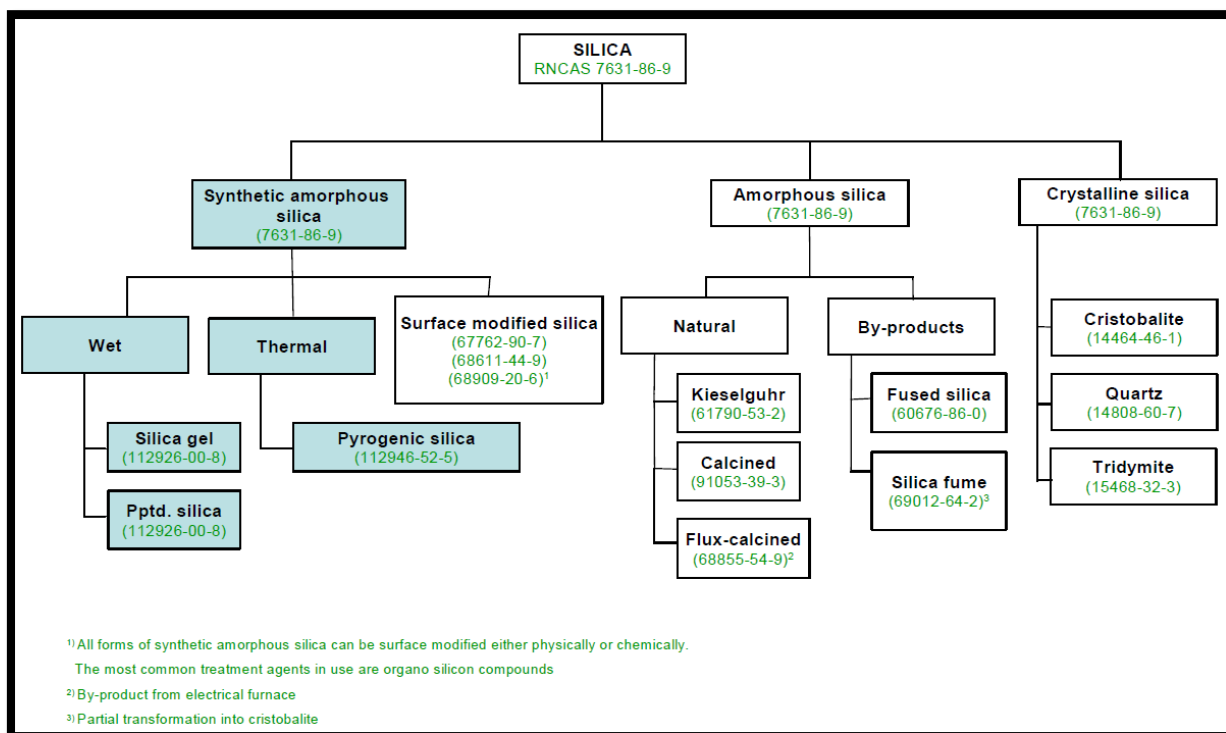 SILICA
RNCAS 7631-86-9
Synthetic amorphous
silica
(7631-86-9)
Amorphous silica
(7631-86-9)
Crystalline silica
(7631-86-9)
Wet
Thermal
Surface modified silica
(67762-90-7)
(68611-44-9)
(68909-20-6)¹
Natural
By-products
Cristobalite
(14464-46-1)
Kieselguhr
(61790-53-2)
Fused silica
(60676-86-0)
Quartz
(14808-60-7)
Silica gel
(112926-00-8)
Pyrogenic silica
(112946-52-5)
Calcined
(91053-39-3)
Silica fume
(69012-64-2)³
Tridymite
(15468-32-3)
Pptd. silica
(112926-00-8)
Flux-calcined
(68855-54-9)²
¹⁾ All forms of synthetic amorphous silica can be surface modified either physically or chemically.
The most common treatment agents in use are organo silicon compounds
²⁾ By-product from electrical furnace
³⁾ Partial transformation into cristobalite